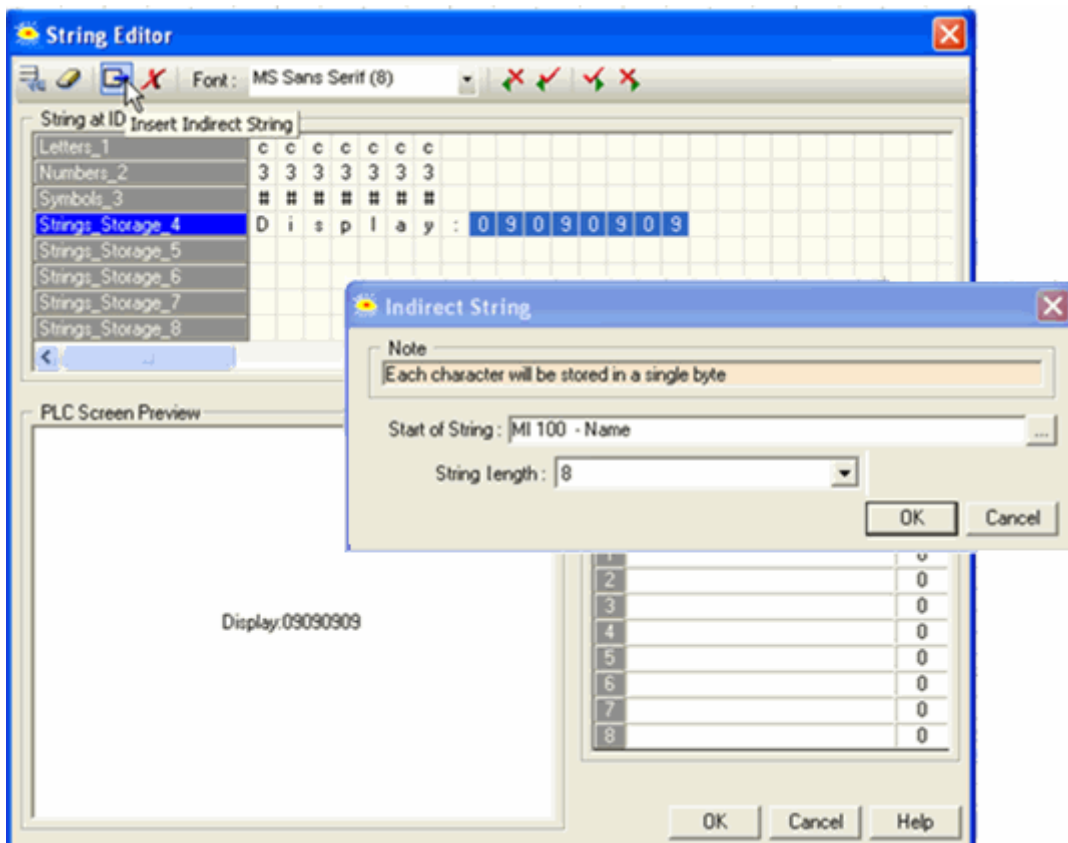 String Editor
Font: MS Sans Serif (8)
String at ID
Insert Indirect String
Letters_1 c c c c c c c
Numbers_2 3 3 3 3 3 3 3
Symbols_3 # # # # # # #
Strings_Storage_4 D i s p l a y : 0 9 0 9 0 9 0 9
Strings_Storage_5
Strings_Storage_6
Strings_Storage_7
Strings_Storage_8
Indirect String
Note
Each character will be stored in a single byte
Start of String: MI 100 - Name
...
String length: 8
OK Cancel
PLC Screen Preview
Display:09090909
1 0
2 0
3 0
4 0
5 0
6 0
7 0
8 0
OK Cancel Help